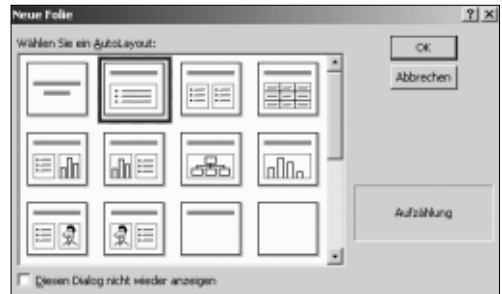 Neue Folie
Wählen Sie ein AutoLayout:
OK
Abbrechen
Aufzählung
Diesen Dialog nicht wieder anzeigen